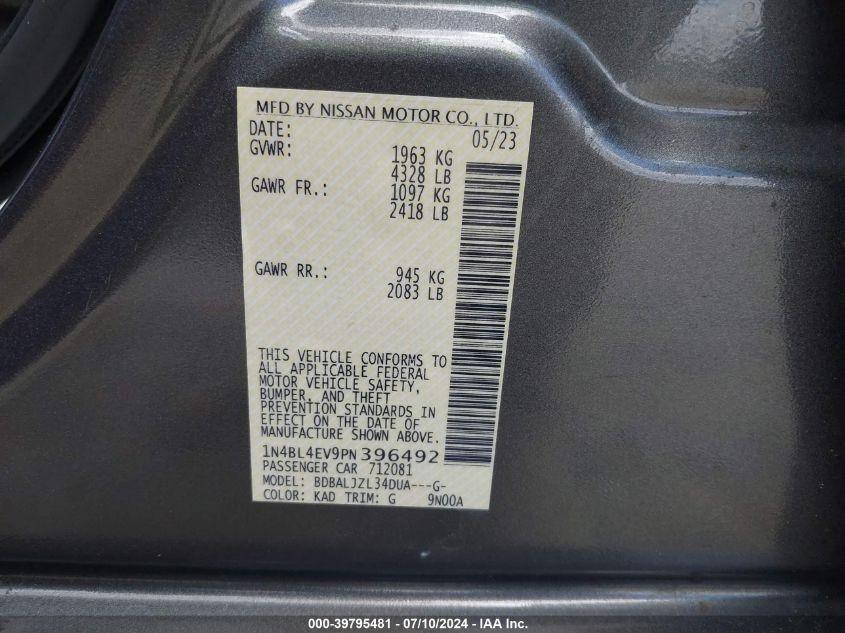 MFD BY NISSAN MOTOR CO., LTD.
DATE: 05/23
GVWR: 1963 KG
4328 LB
GAWR FR.: 1097 KG
2418 LB
GAWR RR.: 945 KG
2083 LB
THIS VEHICLE CONFORMS TO
ALL APPLICABLE FEDERAL
MOTOR VEHICLE SAFETY,
BUMPER, AND THEFT
PREVENTION STANDARDS IN
EFFECT ON THE DATE OF
MANUFACTURE SHOWN ABOVE.
1N4BL4EV9PN396492
PASSENGER CAR 712081
MODEL: BDBALJZL34DUA---G-
COLOR: KAD TRIM: G 9N00A
000-39795481 - 07/10/2024 - IAA Inc.